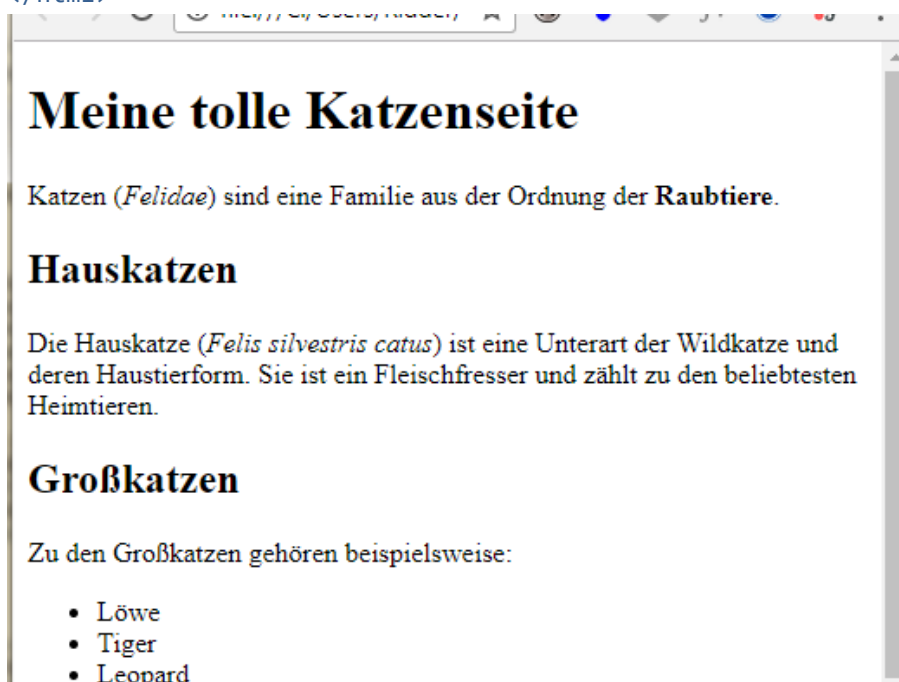 Meine tolle Katzenseite
Katzen (Felidae) sind eine Familie aus der Ordnung der Raubtiere.
Hauskatzen
Die Hauskatze (Felis silvestris catus) ist eine Unterart der Wildkatze und
deren Haustierform. Sie ist ein Fleischfresser und zählt zu den beliebtesten
Heimtieren.
Großkatzen
Zu den Großkatzen gehören beispielsweise:
• Löwe
• Tiger
• Leopard